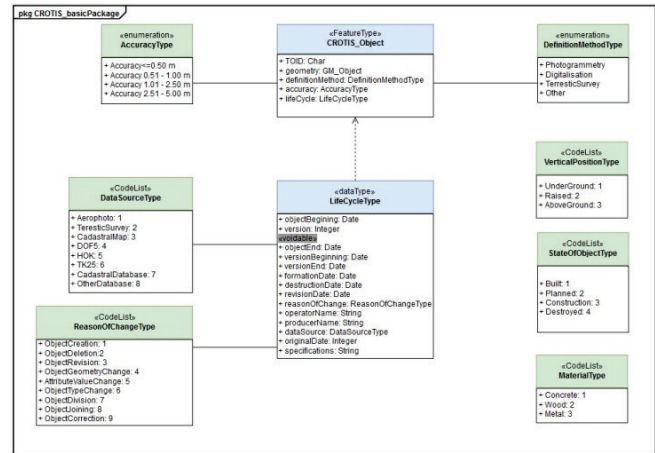 pkg CROTIS_basicPackage
«enumeration»
AccuracyType
+ Accuracy<=0.50 m
+ Accuracy 0.51 - 1.00 m
+ Accuracy 1.01 - 2.50 m
+ Accuracy 2.51 - 5.00 m
«FeatureType»
CROTIS_Object
+ TOID: Char
+ geometry: GM_Object
+ definitionMethod: DefinitionMethodType
+ accuracy: AccuracyType
+ lifeCycle: LifeCycleType
«enumeration»
DefinitionMethodType
+ Photogrammetry
+ Digitalisation
+ TerresticSurvey
+ Other
«CodeList»
DataSourceType
+ Aerophoto: 1
+ TeresticSurvey: 2
+ CadastralMap: 3
+ DOF5: 4
+ HOK: 5
+ TK25: 6
+ CadastralDatabase: 7
+ OtherDatabase: 8
«dataType»
LifeCycleType
+ objectBegining: Date
+ version: Integer
«voidable»
+ objectEnd: Date
+ versionBeginning: Date
+ versionEnd: Date
+ formationDate: Date
+ destructionDate: Date
+ revisionDate: Date
+ reasonOfChange: ReasonOfChangeType
+ operatorName: String
+ producerName: String
+ dataSource: DataSourceType
+ originalDate: Integer
+ specifications: String
«CodeList»
VerticalPositionType
+ UnderGround: 1
+ Raised: 2
+ AboveGround: 3
«CodeList»
StateOfObjectType
+ Built: 1
+ Planned: 2
+ Construction: 3
+ Destroyed: 4
«CodeList»
ReasonOfChangeType
+ ObjectCreation: 1
+ ObjectDeletion:2
+ ObjectRevision: 3
+ ObjectGeometryChange: 4
+ AttributeValueChange: 5
+ ObjectTypeChange: 6
+ ObjectDivision: 7
+ ObjectJoining: 8
+ ObjectCorrection: 9
«CodeList»
MaterialType
+ Concrete: 1
+ Wood: 2
+ Metal: 3